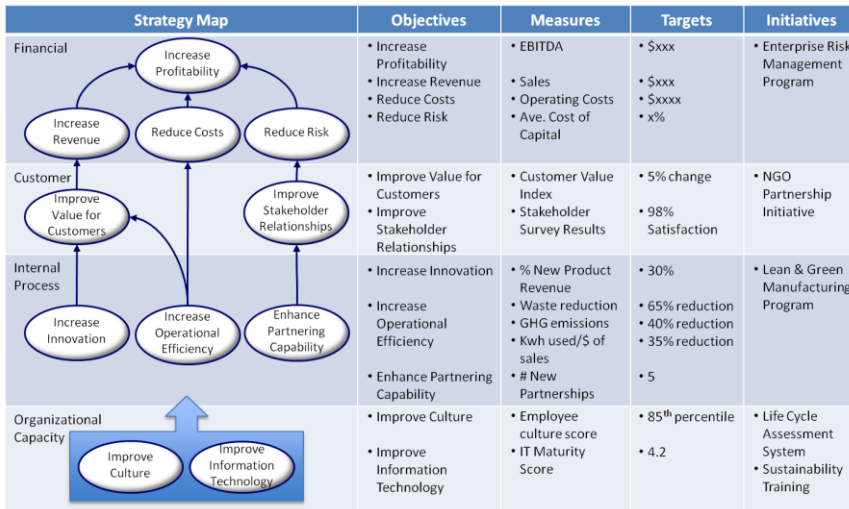 Strategy Map
Objectives
Measures
Targets
Initiatives
Financial
Increase
Profitability
Increase
Revenue
Reduce Costs
Reduce Risk
• Increase
Profitability
• Increase Revenue
• Reduce Costs
• Reduce Risk
• EBITDA
• Sales
• Operating Costs
• Ave. Cost of
Capital
• $xxx
• $xxx
• $xxxx
• x%
• Enterprise Risk
Management
Program
Customer
Improve
Value for
Customers
Improve
Stakeholder
Relationships
• Improve Value for
Customers
• Improve
Stakeholder
Relationships
• Customer Value
Index
• Stakeholder
Survey Results
• 5% change
• 98%
Satisfaction
• NGO
Partnership
Initiative
Internal
Process
Increase
Innovation
Increase
Operational
Efficiency
Enhance
Partnering
Capability
• Increase Innovation
• Increase
Operational
Efficiency
• Enhance Partnering
Capability
• % New Product
Revenue
• Waste reduction
• GHG emissions
• Kwh used/$ of
sales
• # New
Partnerships
• 30%
• 65% reduction
• 40% reduction
• 35% reduction
• 5
• Lean & Green
Manufacturing
Program
Organizational
Capacity
Improve
Culture
Improve
Information
Technology
• Improve Culture
• Improve
Information
Technology
• Employee
culture score
• IT Maturity
Score
• 85th percentile
• 4.2
• Life Cycle
Assessment
System
• Sustainability
Training